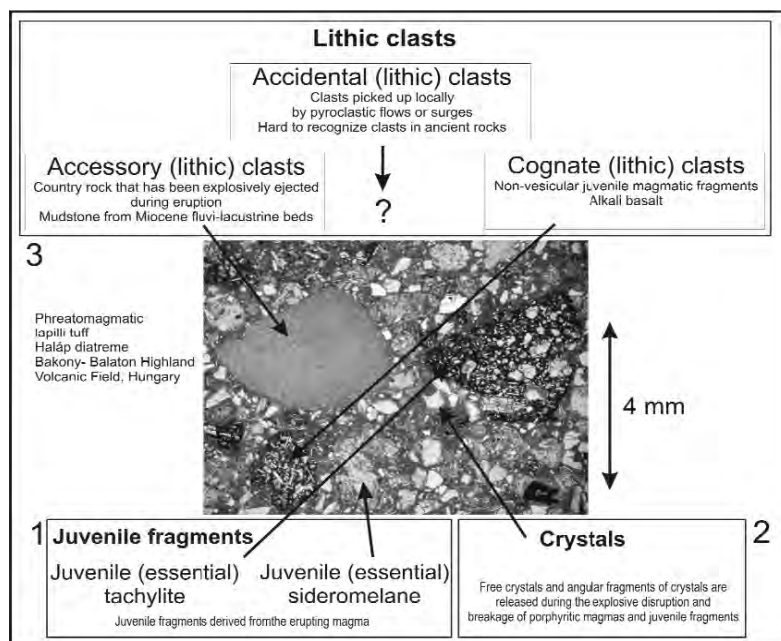 Lithic clasts
Accidental (lithic) clasts
Clasts picked up locally
by pyroclastic flows or surges
Hard to recognize clasts in ancient rocks
Accessory (lithic) clasts
Country rock that has been explosively ejected
during eruption
Mudstone from Miocene fluvi-lacustrine beds
?
Cognate (lithic) clasts
Non-vesicular juvenile magmatic fragments
Alkali basalt
3
Phreatomagmatic
lapilli tuff
Haláp diatreme
Bakony- Balaton Highland
Volcanic Field, Hungary
4 mm
1
Juvenile fragments
Juvenile (essential)
tachylite
Juvenile (essential)
sideromelane
Juvenile fragments derived fromthe erupting magma
2
Crystals
Free crystals and angular fragments of crystals are
released during the explosive disruption and
breakage of porphyritic magmas and juvenile fragments